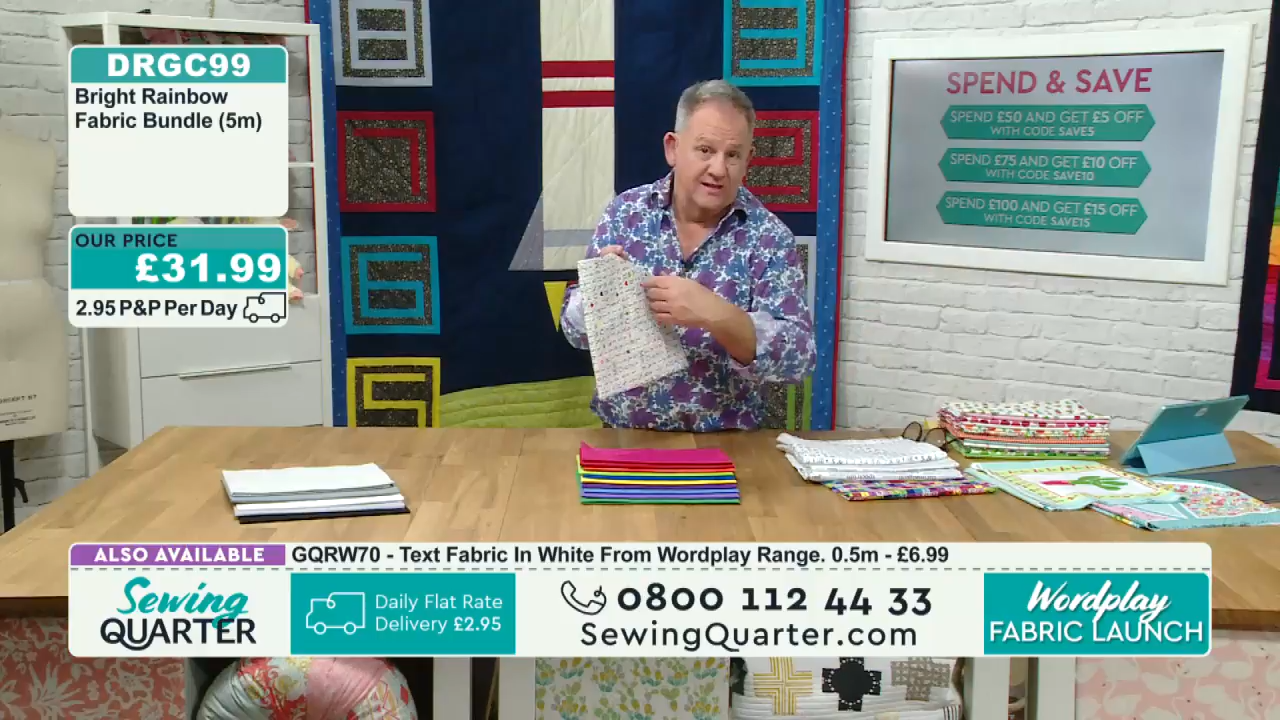 DRGC99
Bright Rainbow
Fabric Bundle (5m)
OUR PRICE
£31.99
2.95 P&P Per Day
SPEND & SAVE
SPEND £50 AND GET £5 OFF
WITH CODE SAVE5
SPEND £75 AND GET £10 OFF
WITH CODE SAVE10
SPEND £100 AND GET £15 OFF
WITH CODE SAVE15
ALSO AVAILABLE
GQRW70 - Text Fabric In White From Wordplay Range. 0.5m - £6.99
Sewing
QUARTER
Daily Flat Rate
Delivery £2.95
0800 112 44 33
SewingQuarter.com
Wordplay
FABRIC LAUNCH